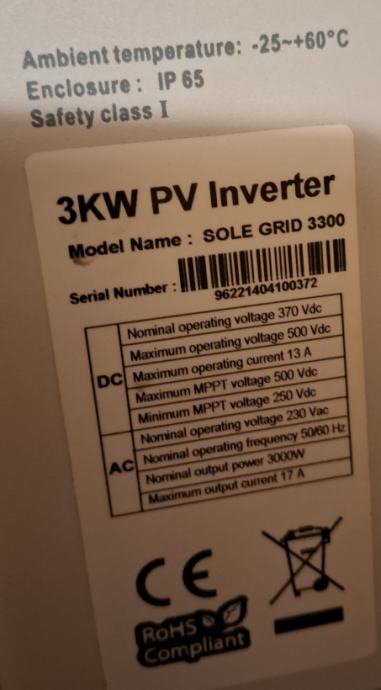 Ambient temperature: -25~+60°C
Enclosure: IP 65
Safety class I
3KW PV Inverter
Model Name : SOLE GRID 3300
Serial Number :
96221404100372
DC
Nominal operating voltage 370 Vdc
Maximum operating voltage 500 Vdc
Maximum operating current 13 A
Maximum MPPT voltage 500 Vdc
Minimum MPPT voltage 250 Vdc
AC
Nominal operating voltage 230 Vac
Nominal operating frequency 50/60 Hz
Nominal output power 3000W
Maximum output current 17 A
CE
RoHS
Compliant